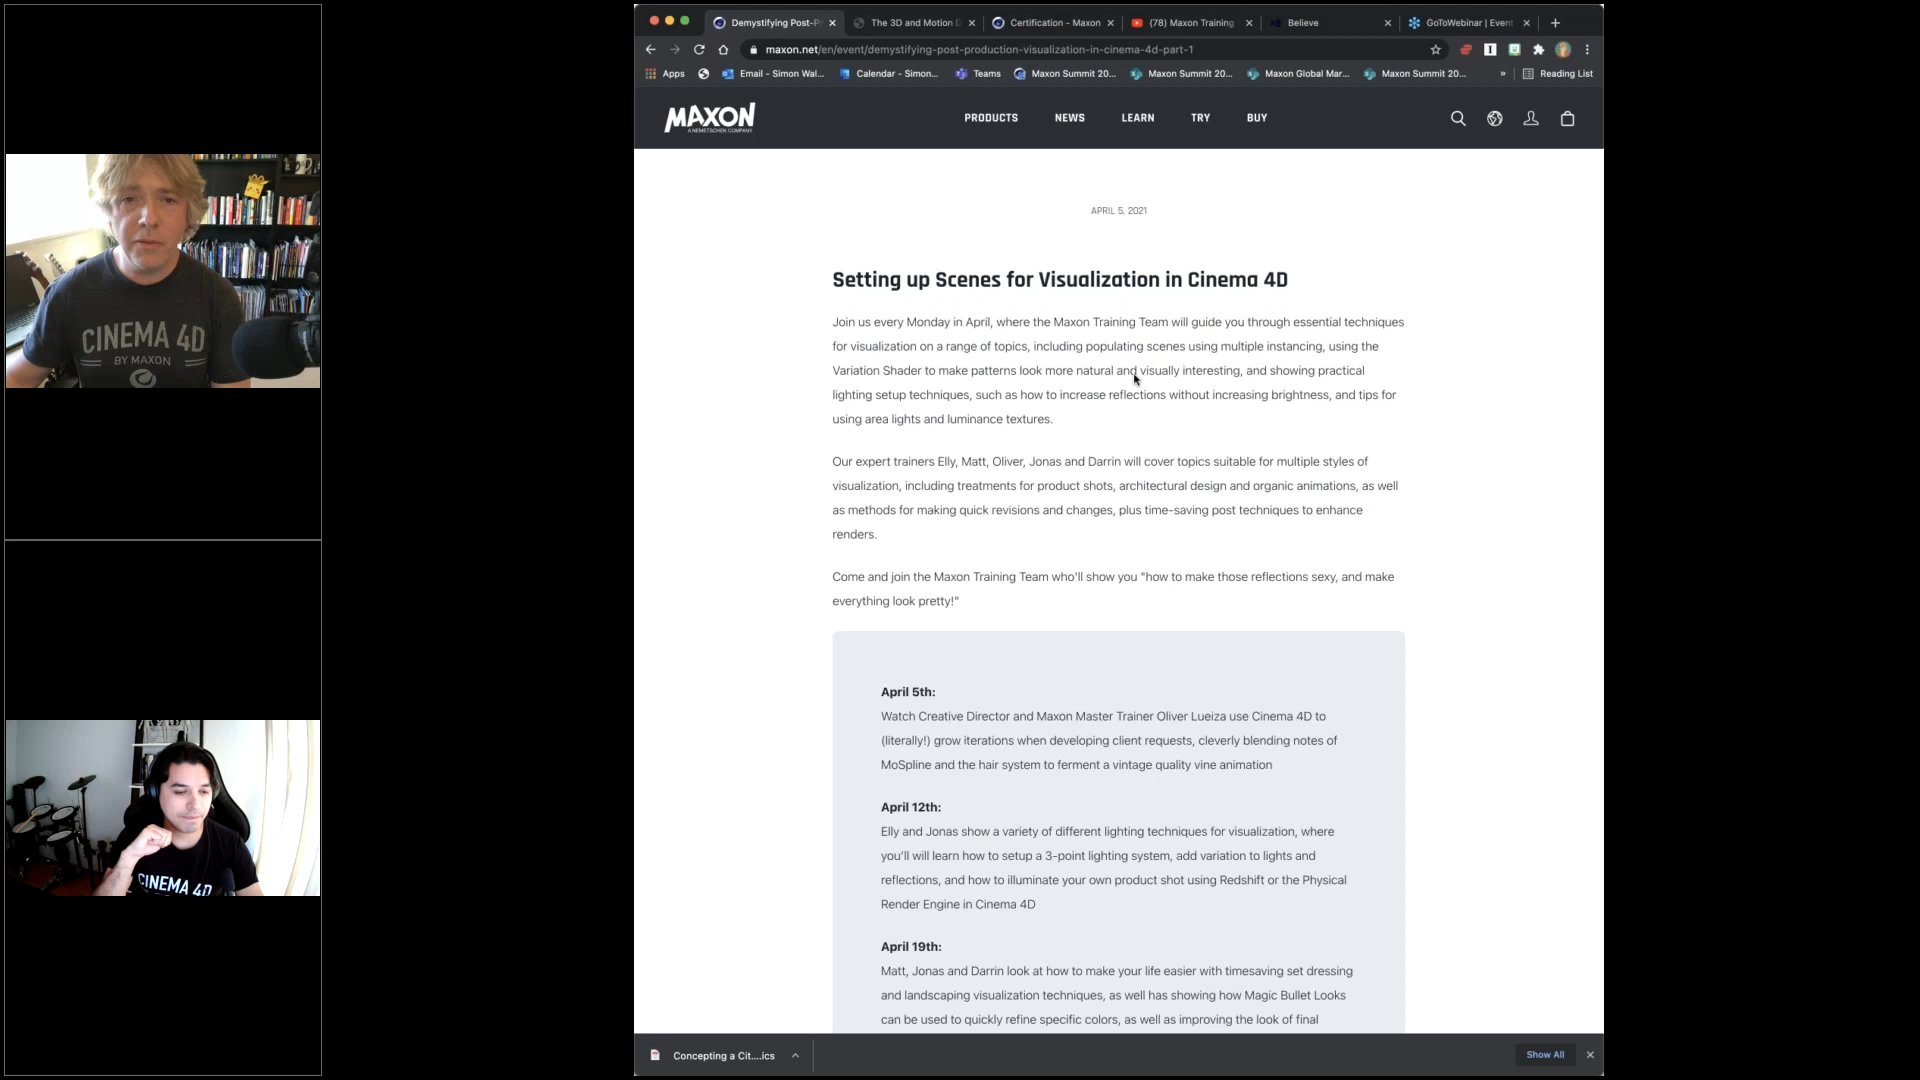 Demystifying Post-P
The 3D and Motion D
Certification - Maxon
(78) Maxon Training
Believe
GoToWebinar | Event
maxon.net/en/event/demystifying-post-production-visualization-in-cinema-4d-part-1
Apps
Email - Simon Wal...
Calendar - Simon...
Teams
Maxon Summit 20...
Maxon Summit 20...
Maxon Global Mar...
Maxon Summit 20...
»
Reading List
MAXON
A NEMETSCHEK COMPANY
PRODUCTS
NEWS
LEARN
TRY
BUY
APRIL 5, 2021
Setting up Scenes for Visualization in Cinema 4D
Join us every Monday in April, where the Maxon Training Team will guide you through essential techniques
for visualization on a range of topics, including populating scenes using multiple instancing, using the
Variation Shader to make patterns look more natural and visually interesting, and showing practical
lighting setup techniques, such as how to increase reflections without increasing brightness, and tips for
using area lights and luminance textures.
Our expert trainers Elly, Matt, Oliver, Jonas and Darrin will cover topics suitable for multiple styles of
visualization, including treatments for product shots, architectural design and organic animations, as well
as methods for making quick revisions and changes, plus time-saving post techniques to enhance
renders.
Come and join the Maxon Training Team who'll show you "how to make those reflections sexy, and make
everything look pretty!"
April 5th:
Watch Creative Director and Maxon Master Trainer Oliver Lueiza use Cinema 4D to
(literally!) grow iterations when developing client requests, cleverly blending notes of
MoSpline and the hair system to ferment a vintage quality vine animation
April 12th:
Elly and Jonas show a variety of different lighting techniques for visualization, where
you'll will learn how to setup a 3-point lighting system, add variation to lights and
reflections, and how to illuminate your own product shot using Redshift or the Physical
Render Engine in Cinema 4D
April 19th:
Matt, Jonas and Darrin look at how to make your life easier with timesaving set dressing
and landscaping visualization techniques, as well has showing how Magic Bullet Looks
can be used to quickly refine specific colors, as well as improving the look of final
Concepting a Cit....ics
Show All
CINEMA 4D
BY MAXON
CINEMA 4D